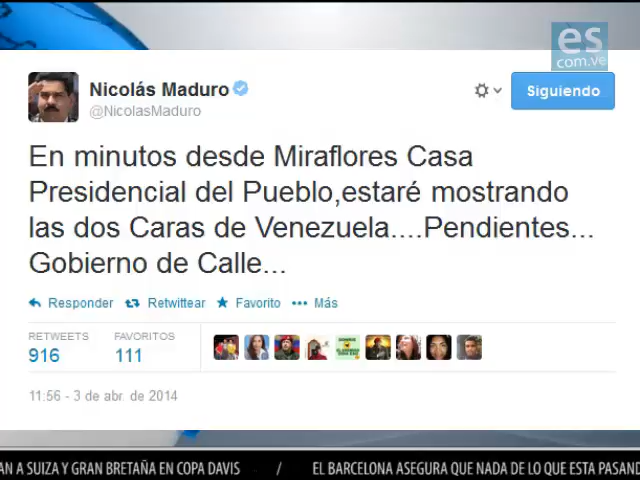 es
com.ve
Nicolás Maduro
@NicolasMaduro
Siguiendo
En minutos desde Miraflores Casa
Presidencial del Pueblo,estaré mostrando
las dos Caras de Venezuela....Pendientes...
Gobierno de Calle...
Responder Retwittear Favorito Más
RETWEETS FAVORITOS
916 111
11:56 - 3 de abr. de 2014
AN A SUIZA Y GRAN BRETAÑA EN COPA DAVIS / EL BARCELONA ASEGURA QUE NADA DE LO QUE ESTA PASAND